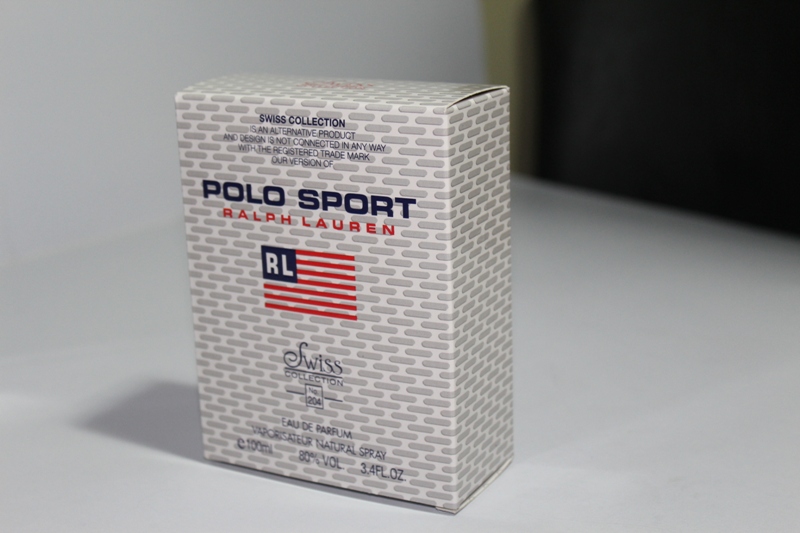 SWISS COLLECTION
IS AN ALTERNATIVE PRODUCT
AND DESIGN IS NOT CONNECTED IN ANY WAY
WITH THE REGISTERED TRADE MARK
OUR VERSION OF
POLO SPORT
RALPH LAUREN
RL
Swiss
COLLECTION
No.
204
EAU DE PARFUM
VAPORISATEUR NATURAL SPRAY
e100ml 80% VOL 3.4FL.OZ.